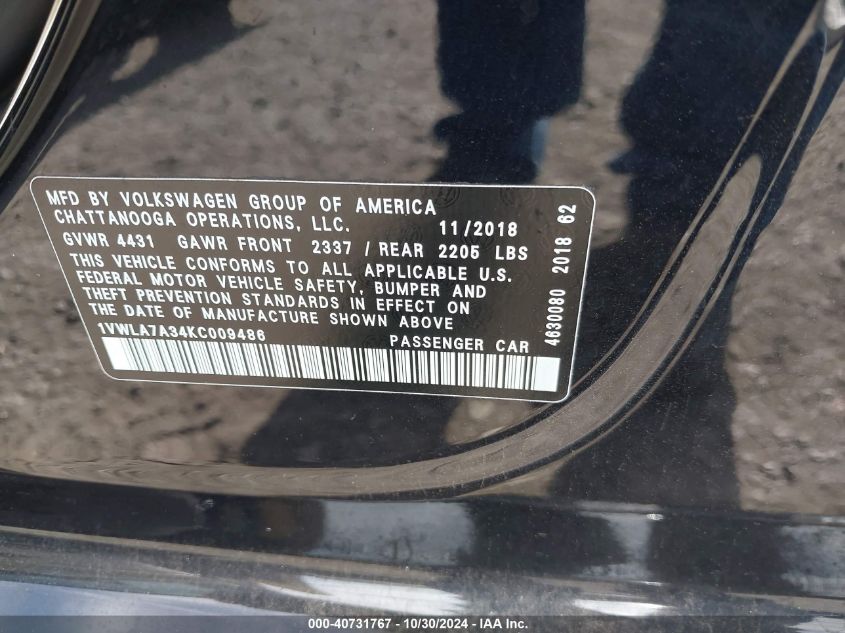 MFD BY VOLKSWAGEN GROUP OF AMERICA
CHATTANOOGA OPERATIONS, LLC. 11/2018
GVWR 4431 GAWR FRONT 2337 / REAR 2205 LBS
THIS VEHICLE CONFORMS TO ALL APPLICABLE U.S.
FEDERAL MOTOR VEHICLE SAFETY, BUMPER AND
THEFT PREVENTION STANDARDS IN EFFECT ON
THE DATE OF MANUFACTURE SHOWN ABOVE
1VWLA7A34KC009486 PASSENGER CAR
4630080 2018 62
000-40731767 - 10/30/2024 - IAAI.com.